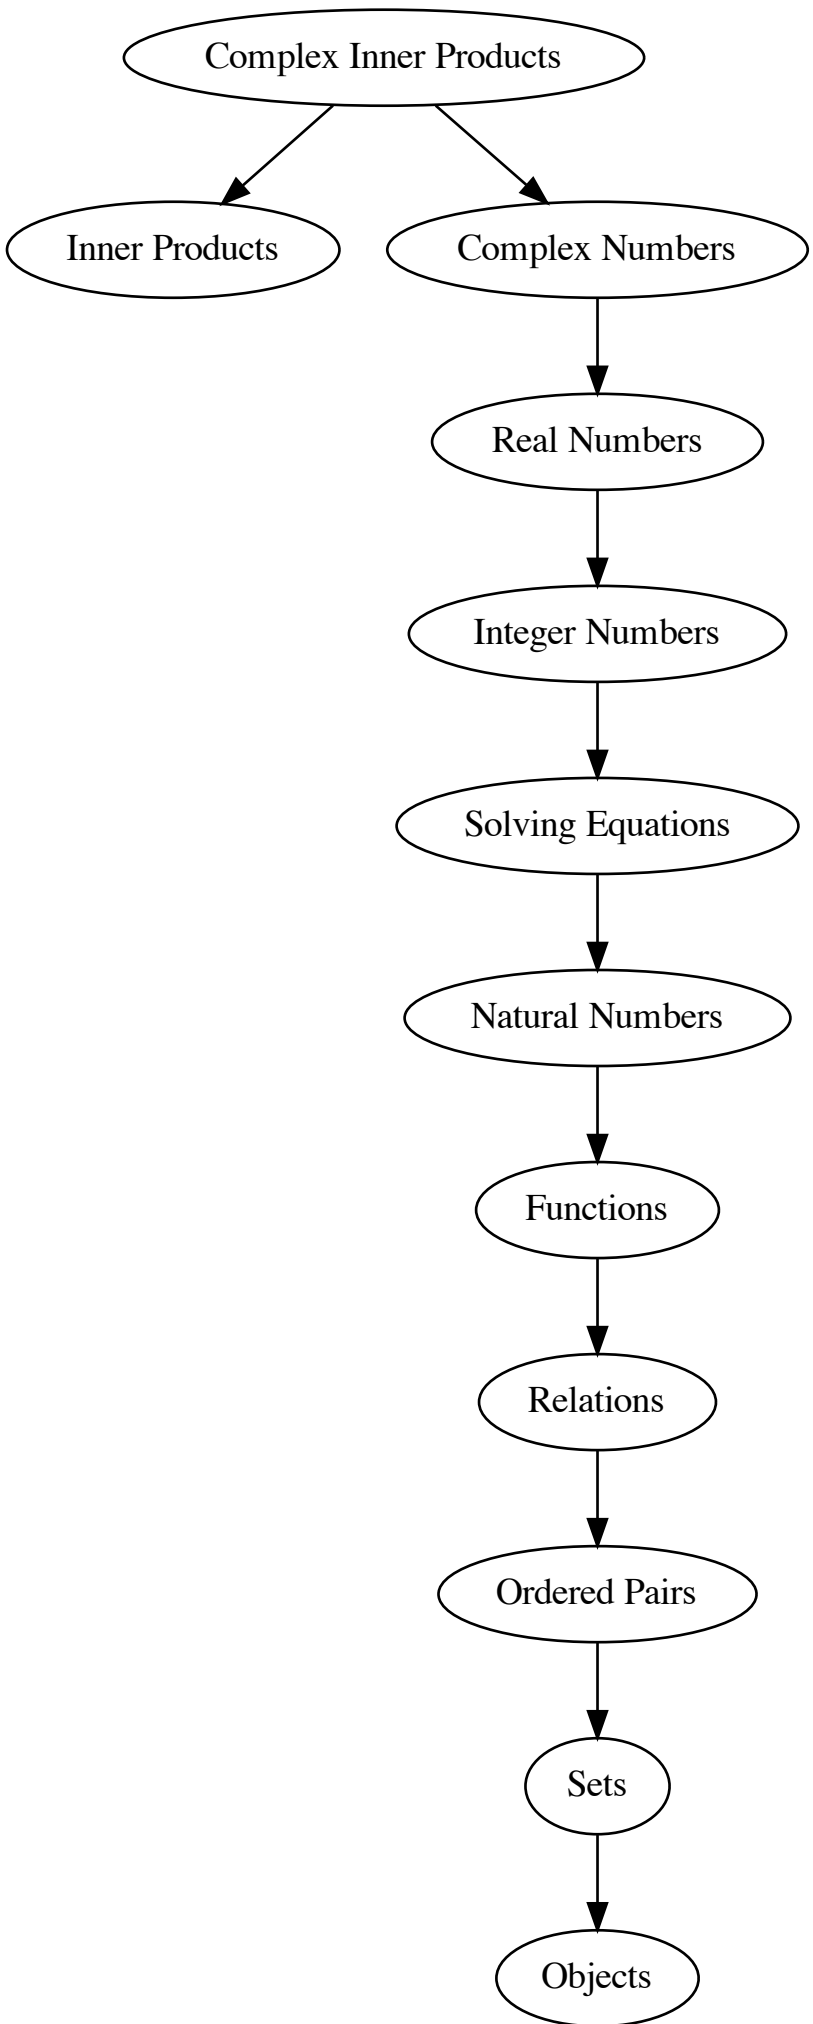 Complex Inner Products
Inner Products
Complex Numbers
Real Numbers
Integer Numbers
Solving Equations
Natural Numbers
Functions
Relations
Ordered Pairs
Sets
Objects